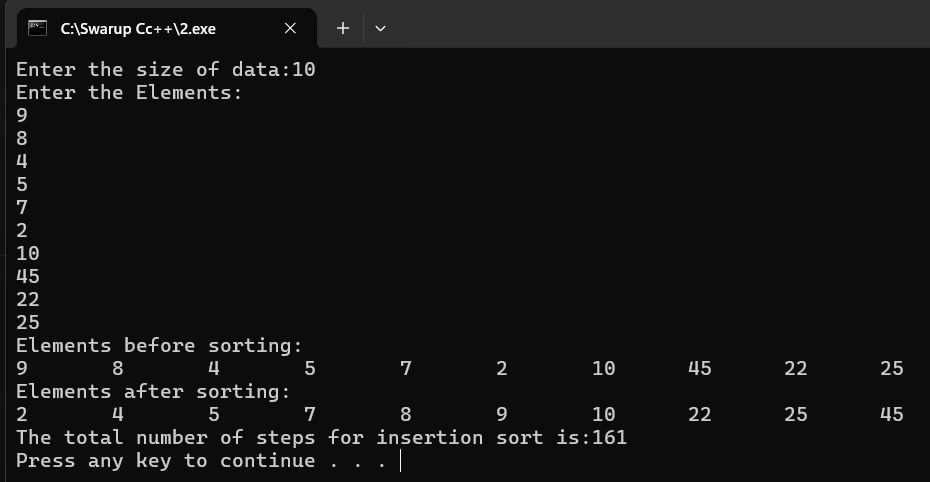 C:\Swarup Cc++\2.exe
Enter the size of data:10
Enter the Elements:
9
8
4
5
7
2
10
45
22
25
Elements before sorting:
9 8 4 5 7 2 10 45 22 25
Elements after sorting:
2 4 5 7 8 9 10 22 25 45
The total number of steps for insertion sort is:161
Press any key to continue . . .